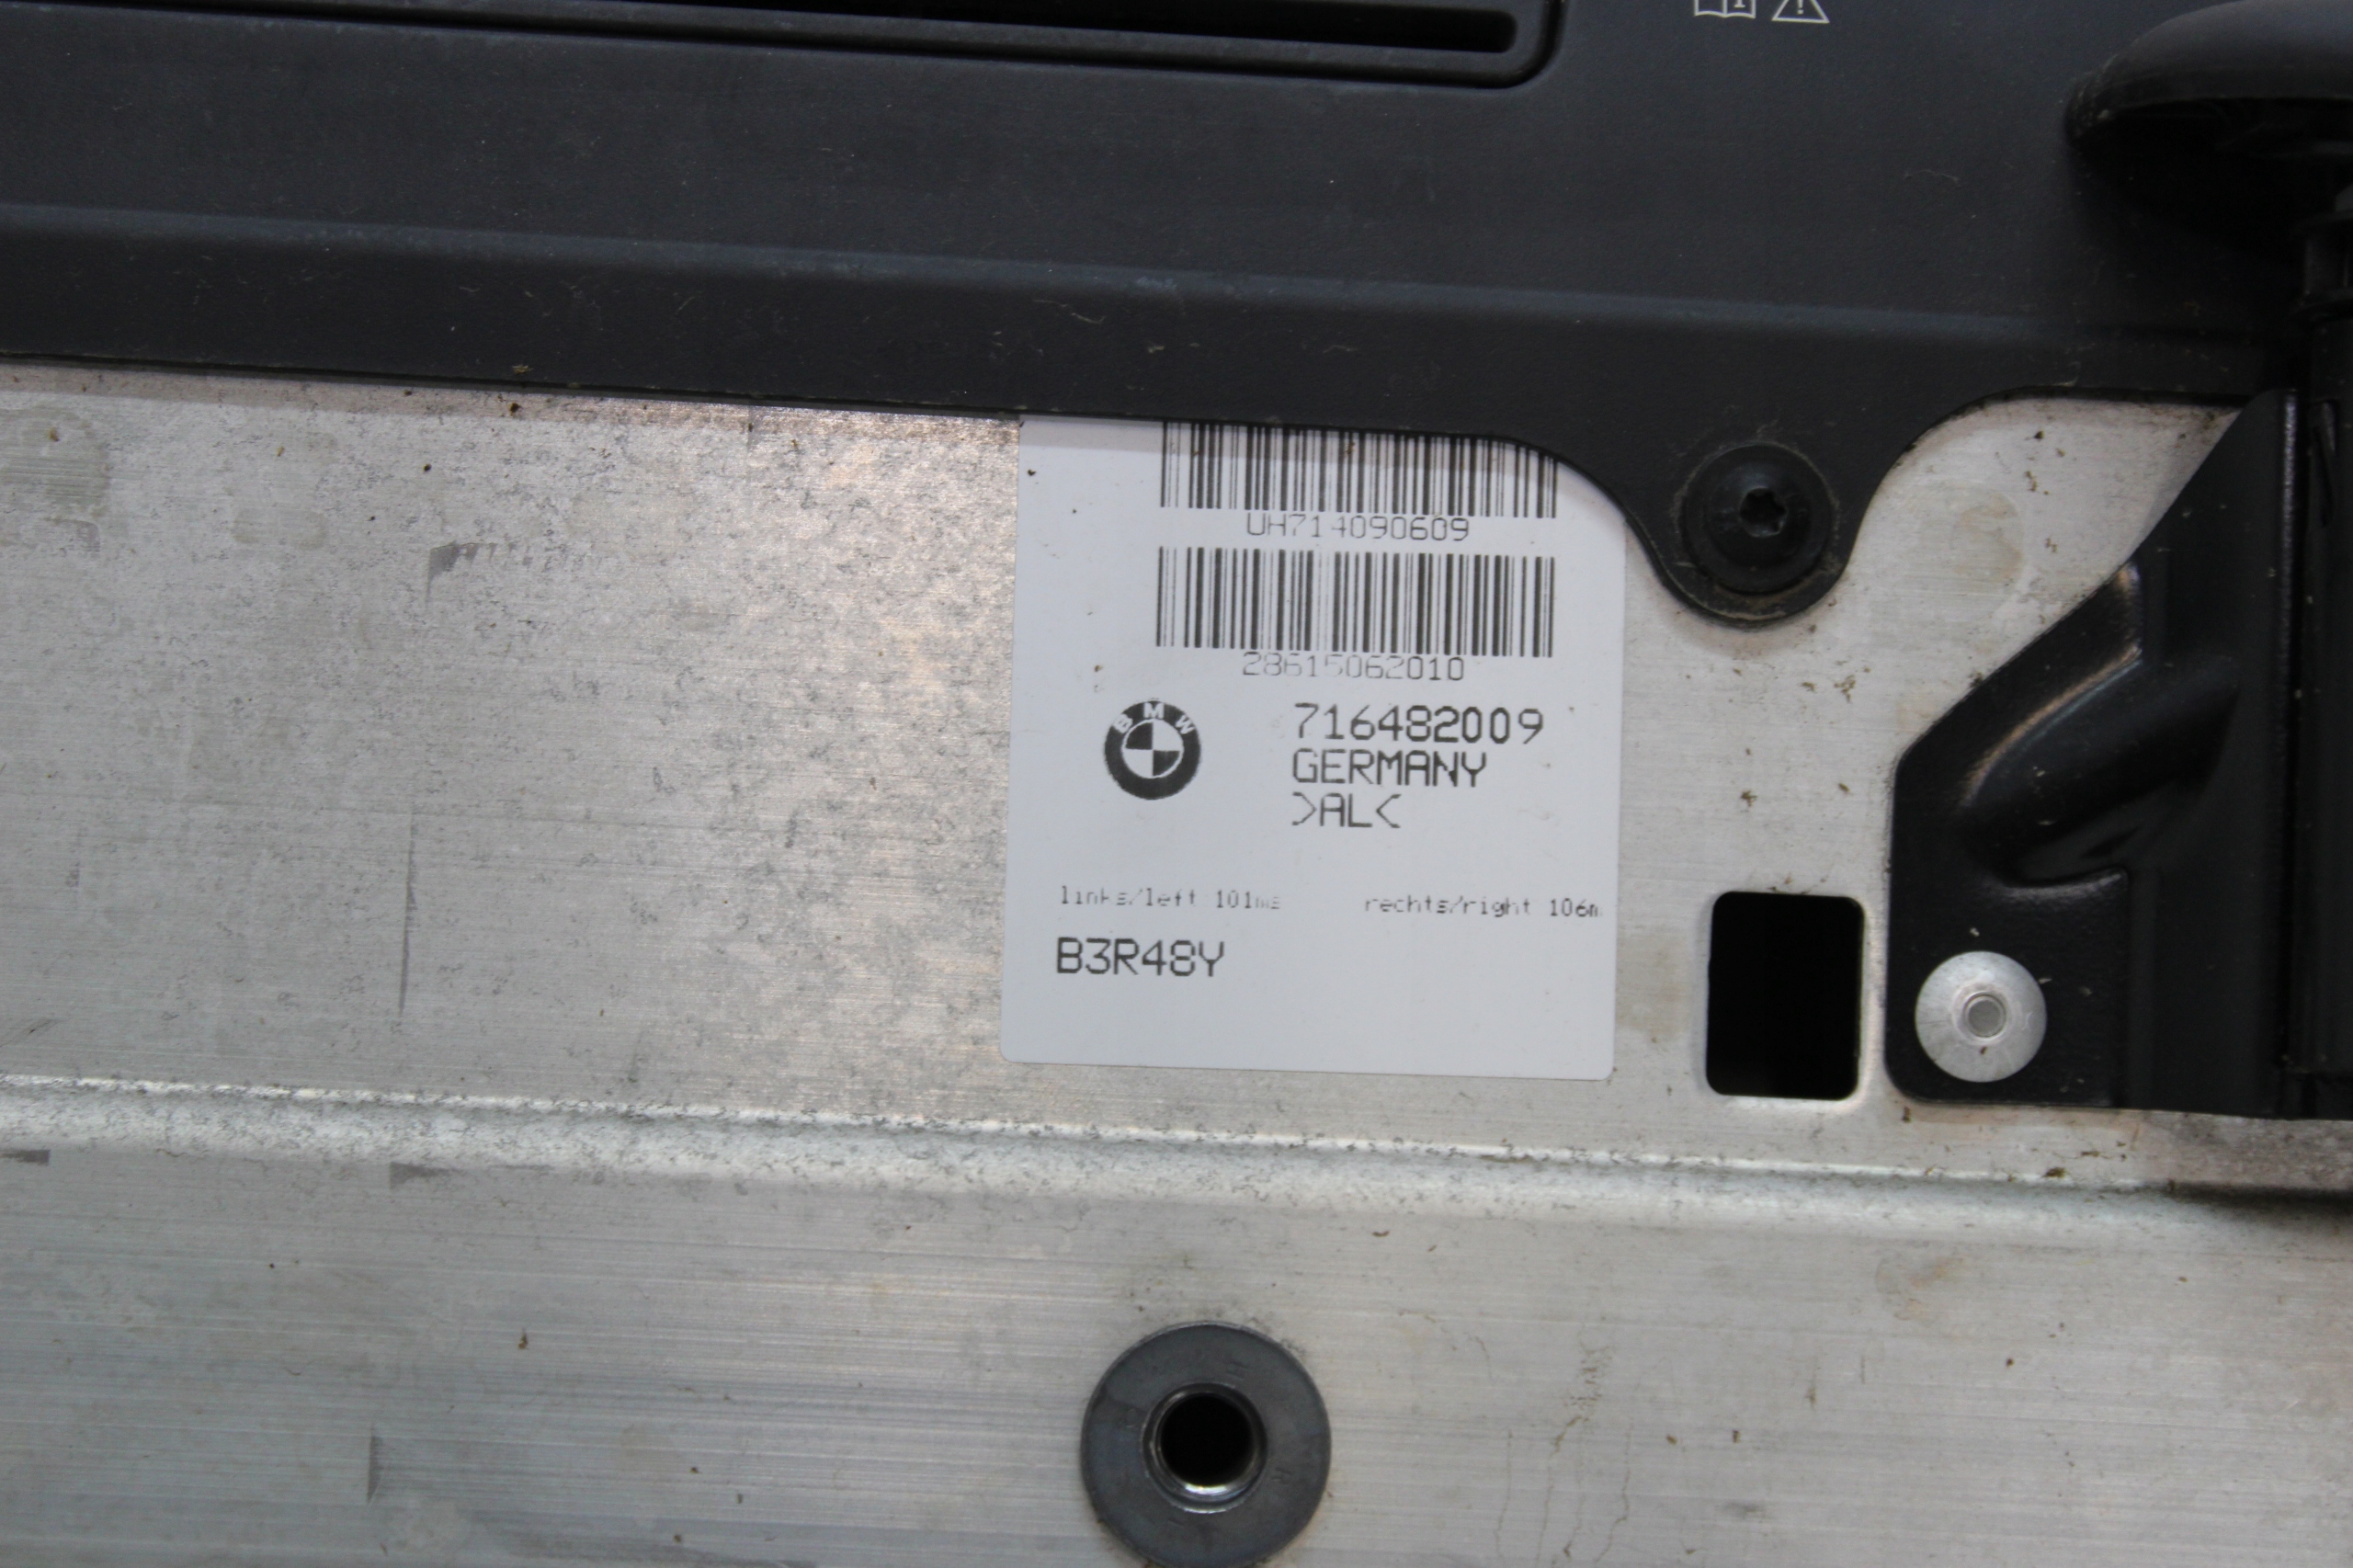 UH714090609
28615062010
BMW
716482009
GERMANY
>AL<
links/left 101ms
rechts/right 106m
B3R48Y